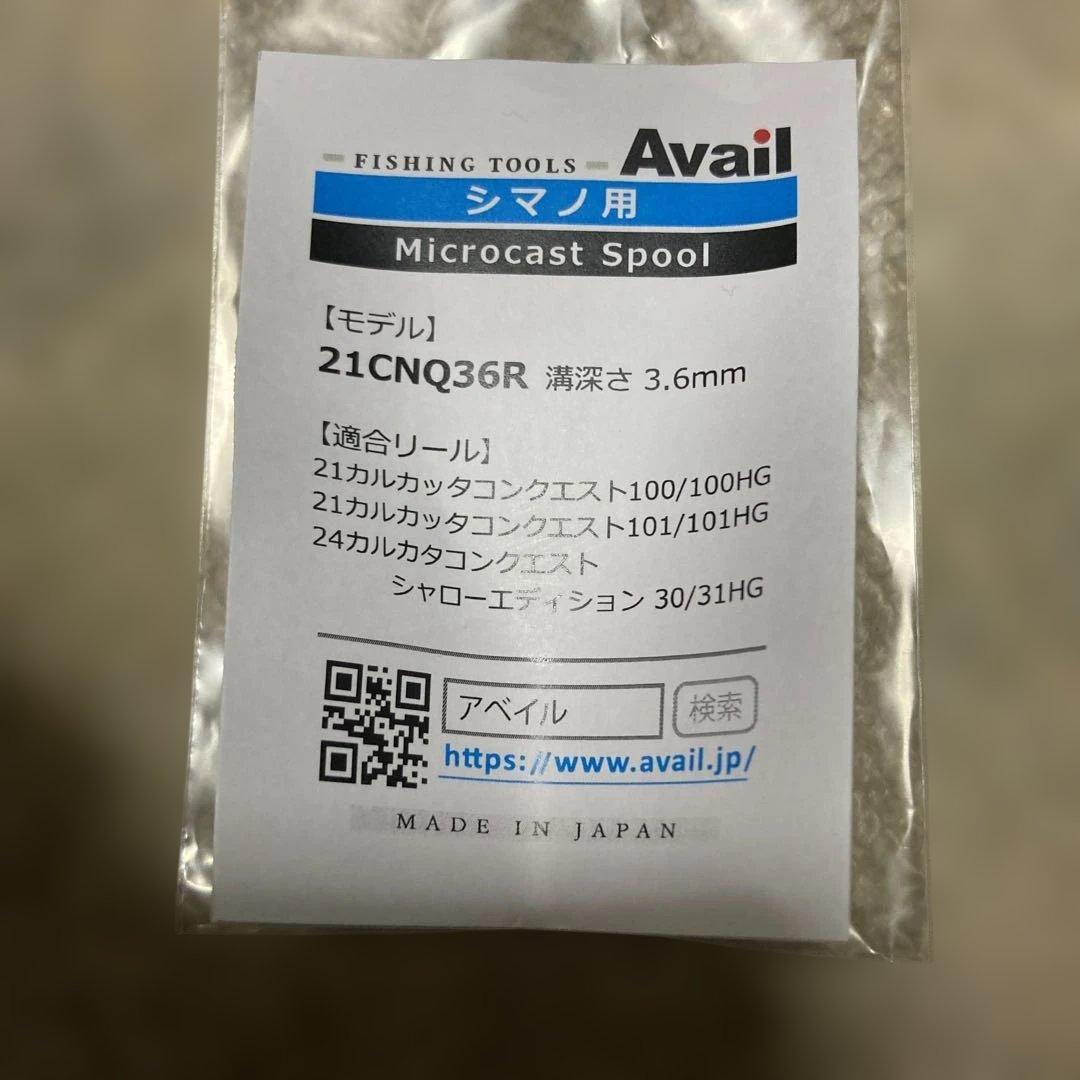 FISHING TOOLS Avail
シマノ用
Microcast Spool
【モデル】
21CNQ36R 溝深さ 3.6mm
【適合リール】
21カルカッタコンクエスト100/100HG
21カルカッタコンクエスト101/101HG
24カルカタコンクエスト
シャローエディション 30/31HG
アベイル 検索
https://www.avail.jp/
MADE IN JAPAN